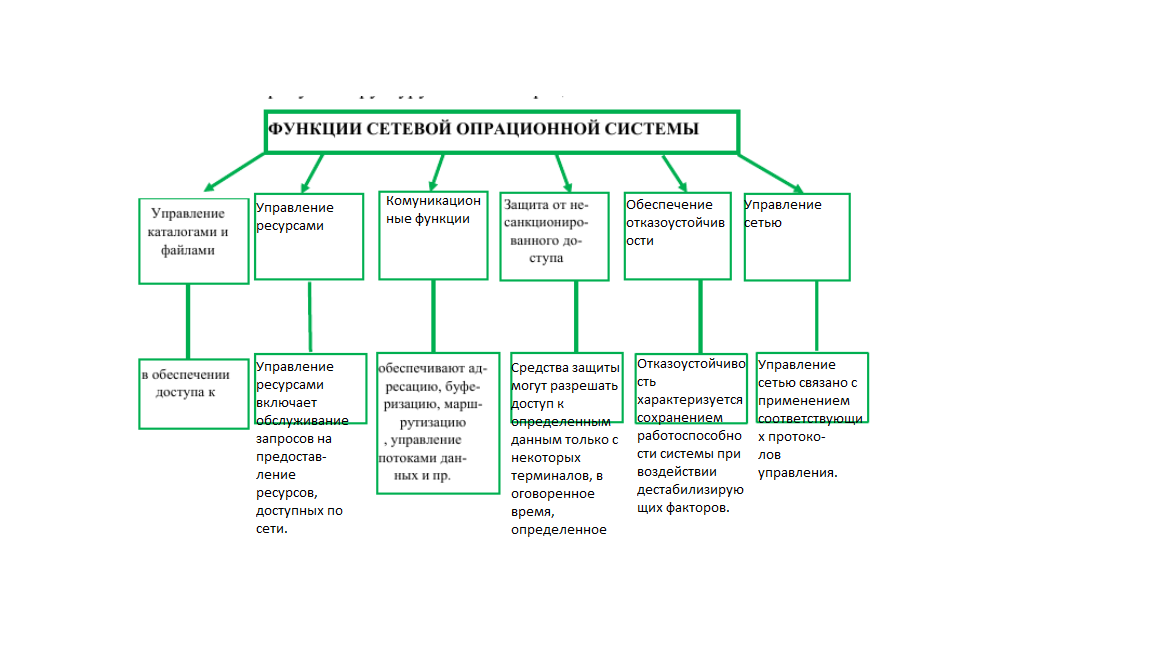 ФУНКЦИИ СЕТЕВОЙ ОПРАЦИОННОЙ СИСТЕМЫ
Управление
каталогами и
файлами
Управление
ресурсами
Комуникацион
ные функции
Защита от не-
санкциониро-
ванного до-
ступа
Обеспечение
отказоустойчив
ости
Управление
сетью
в обеспечении
доступа к
Управление
ресурсами
включает
обслуживание
запросов на
предостав-
ление
ресурсов,
доступных по
сети.
обеспечивают ад-
ресацию, буфе-
ризацию, марш-
рутизацию
, управление
потоками дан-
ных и пр.
Средства защиты
могут разрешать
доступ к
определенным
данным только с
некоторых
терминалов, в
оговоренное
время,
определенное
Отказоустойчиво
сть
характеризуется
сохранением
работоспособно
сти системы при
воздействии
дестабилизирую
щих факторов.
Управление
сетью связано с
применением
соответствующи
х протоко-
лов
управления.